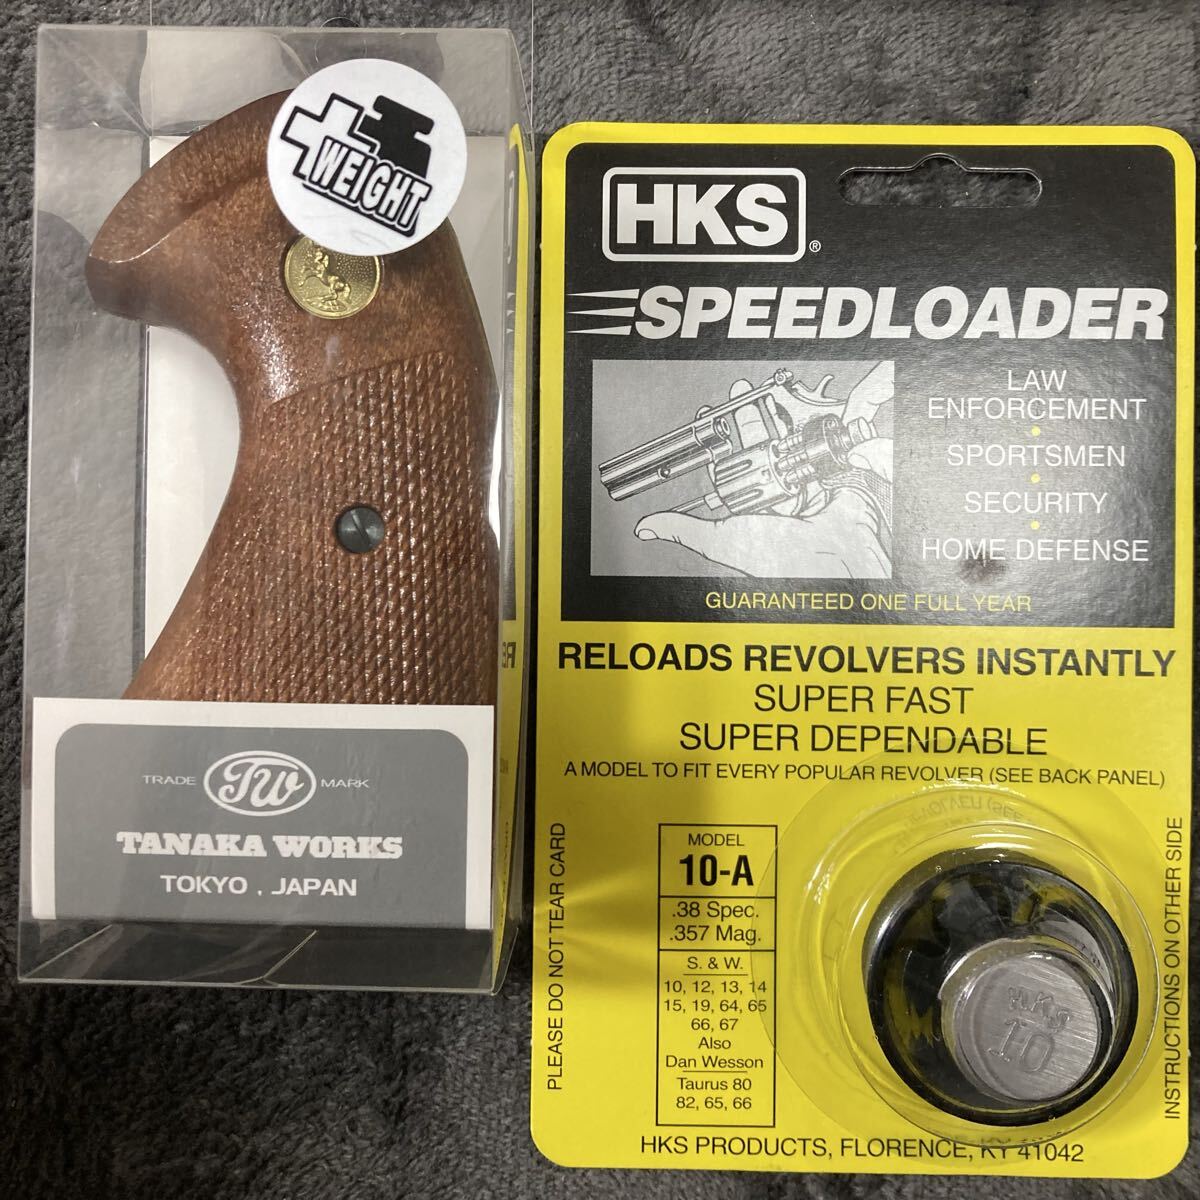 +WEIGHT
TRADE TW MARK
TANAKA WORKS
TOKYO , JAPAN
HKS®
SPEEDLOADER
LAW
ENFORCEMENT
•
SPORTSMEN
•
SECURITY
•
HOME DEFENSE
GUARANTEED ONE FULL YEAR
RELOADS REVOLVERS INSTANTLY
SUPER FAST
SUPER DEPENDABLE
A MODEL TO FIT EVERY POPULAR REVOLVER (SEE BACK PANEL)
PLEASE DO NOT TEAR CARD
MODEL
10-A
.38 Spec.
.357 Mag.
S. & W.
10, 12, 13, 14
15, 19, 64, 65
66, 67
Also
Dan Wesson
Taurus 80
82, 65, 66
HKS
10
INSTRUCTIONS ON OTHER SIDE
HKS PRODUCTS, FLORENCE, KY 41042